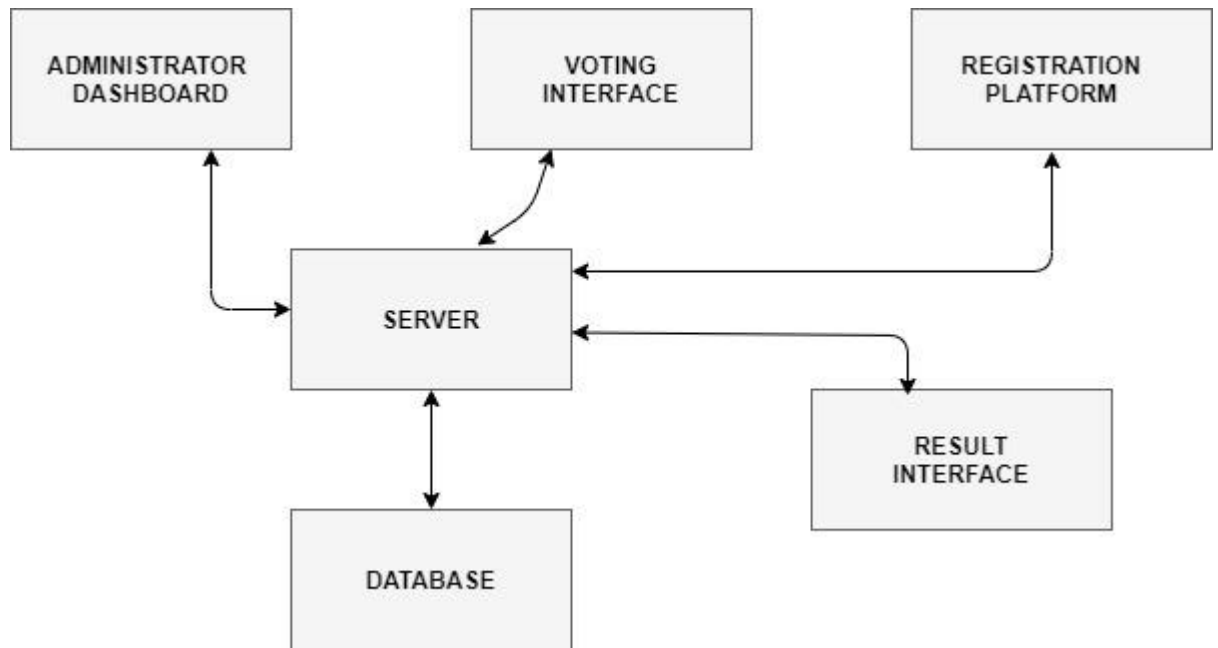 ADMINISTRATOR
DASHBOARD
VOTING
INTERFACE
REGISTRATION
PLATFORM
SERVER
RESULT
INTERFACE
DATABASE